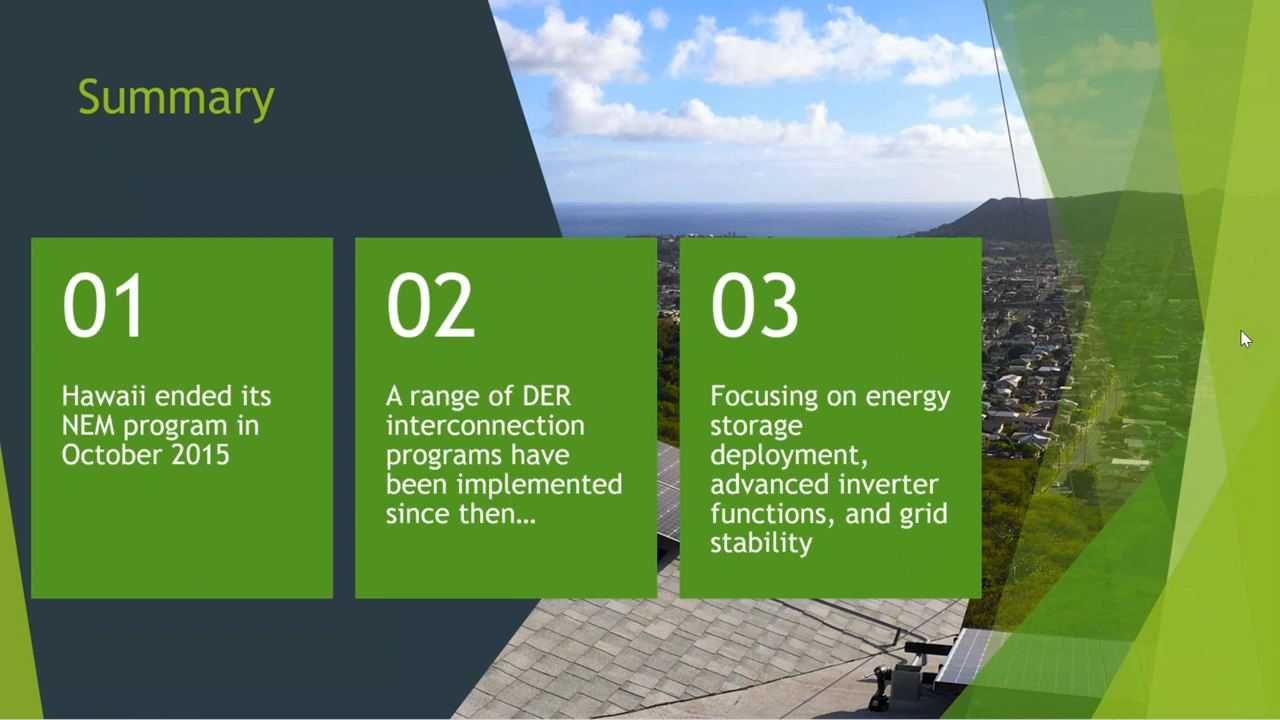 Summary
01
Hawaii ended its
NEM program in
October 2015
02
A range of DER
interconnection
programs have
been implemented
since then…
03
Focusing on energy
storage
deployment,
advanced inverter
functions, and grid
stability